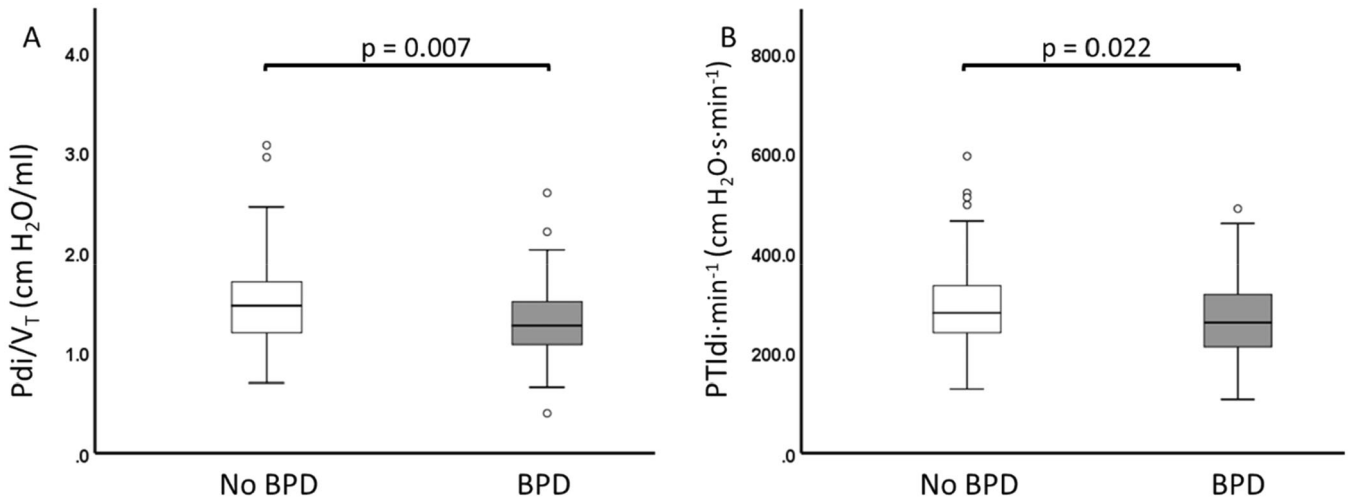 A
p = 0.007
4.0
3.0
2.0
1.0
.0
Pdi/V_T (cm H₂O/ml)
No BPD
BPD
B
p = 0.022
800.0
600.0
400.0
200.0
.0
PTIdi·min⁻¹ (cm H₂O·s·min⁻¹)
No BPD
BPD